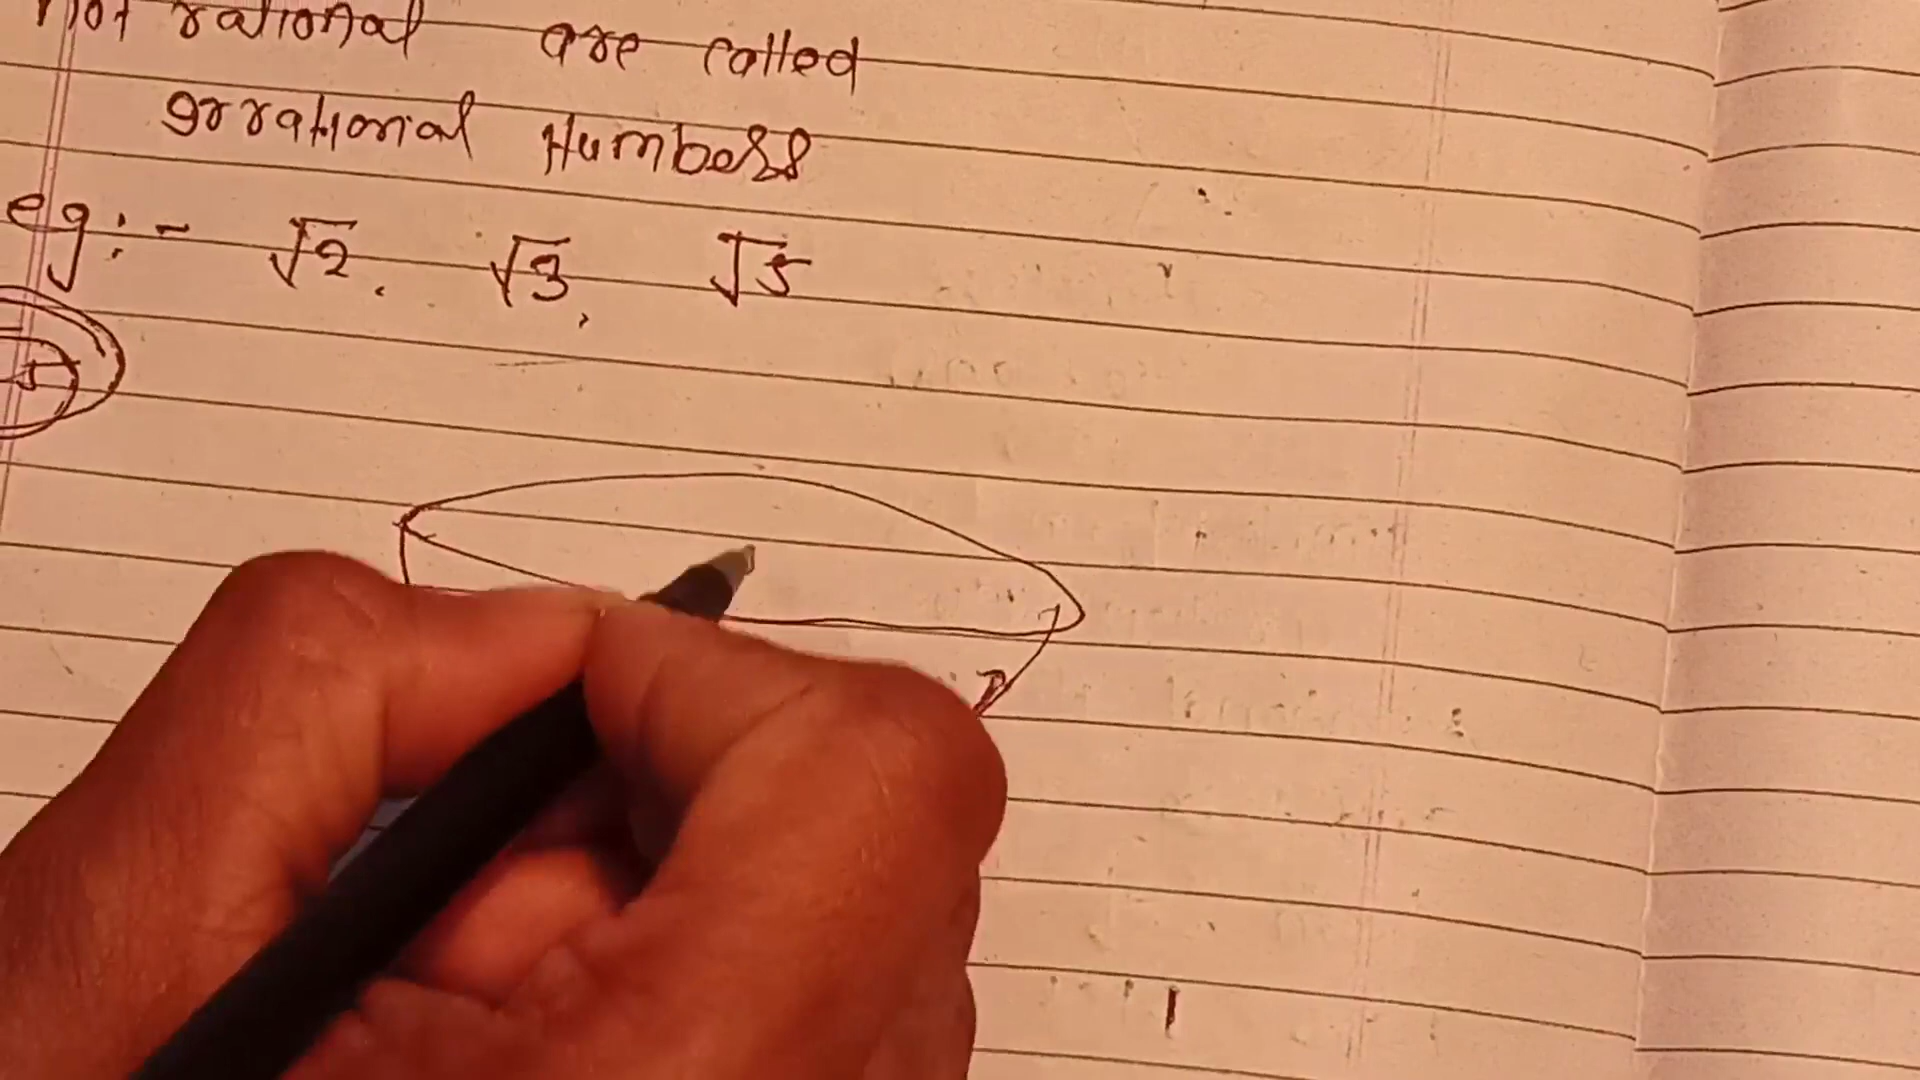 not rational are called
Irrational Numbers
eg:- √2, √3, √5